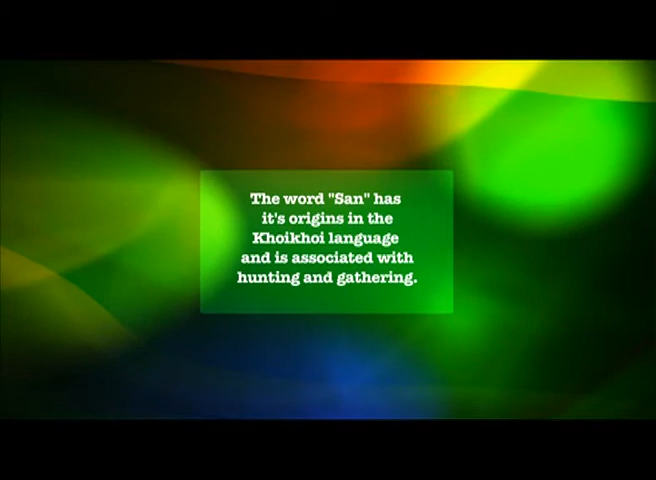 The word "San" has
it's origins in the
Khoikhoi language
and is associated with
hunting and gathering.